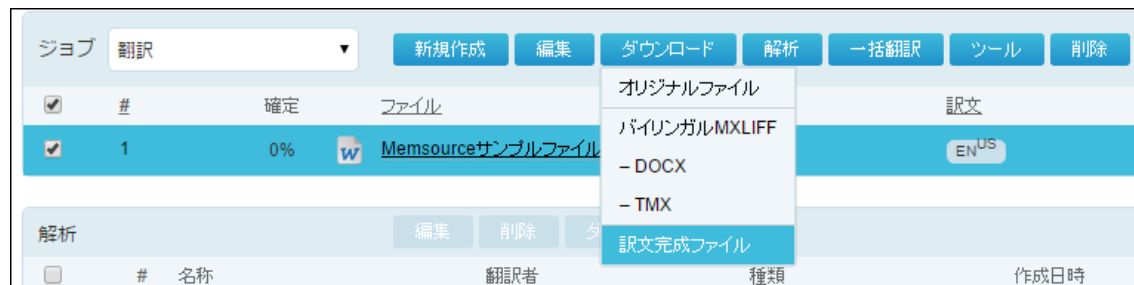 ジョブ 翻訳 新規作成 編集 ダウンロード 解析 一括翻訳 ツール 削除
オリジナルファイル
# 確定 ファイル 訳文
バイリンガルMXLIFF
1 0% W Memsourceサンプルファイル EN US
– DOCX
– TMX
解析 編集 削除 ダ
訳文完成ファイル
# 名称 翻訳者 種類 作成日時